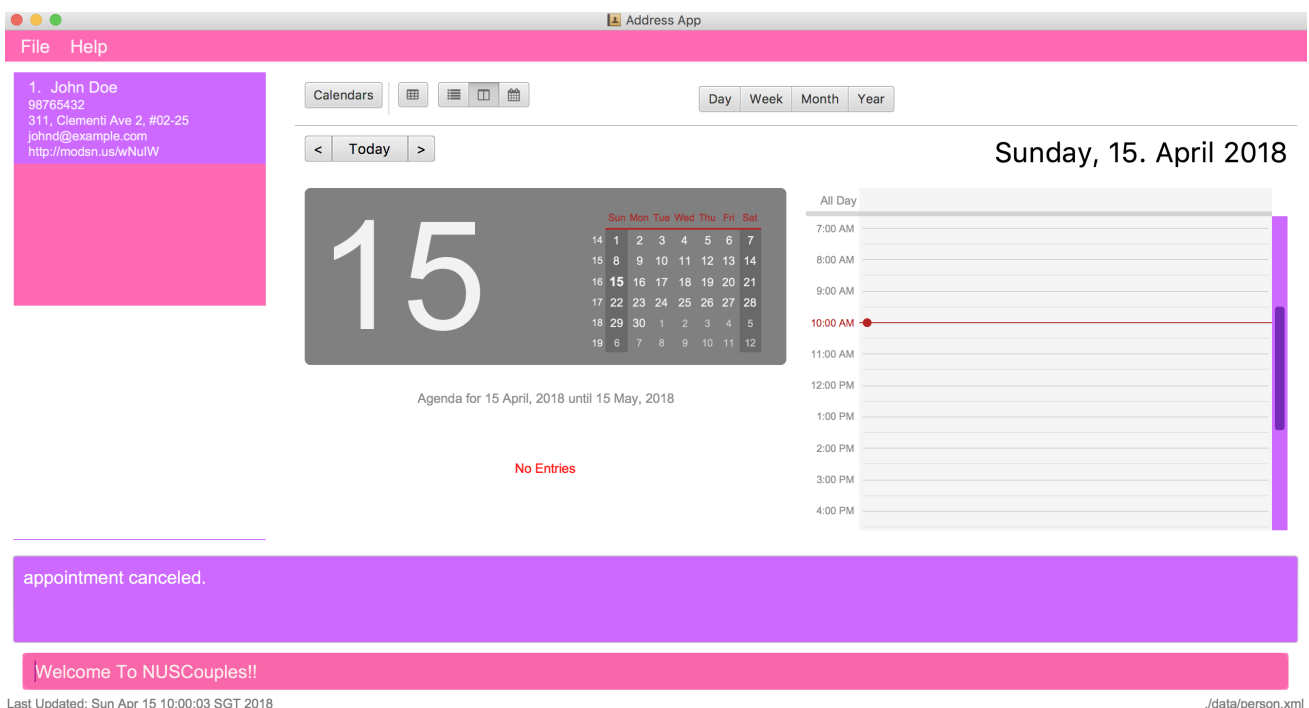 Address App
File Help
1. John Doe
98765432
311, Clementi Ave 2, #02-25
johnd@example.com
http://modsn.us/wNulW
Calendars
Day Week Month Year
< Today >
Sunday, 15. April 2018
15
Sun Mon Tue Wed Thu Fri Sat
14 1 2 3 4 5 6 7
15 8 9 10 11 12 13 14
16 15 16 17 18 19 20 21
17 22 23 24 25 26 27 28
18 29 30 1 2 3 4 5
19 6 7 8 9 10 11 12
Agenda for 15 April, 2018 until 15 May, 2018
No Entries
All Day
7:00 AM
8:00 AM
9:00 AM
10:00 AM
11:00 AM
12:00 PM
1:00 PM
2:00 PM
3:00 PM
4:00 PM
appointment canceled.
Welcome To NUSCouples!!
Last Updated: Sun Apr 15 10:00:03 SGT 2018
./data/person.xml